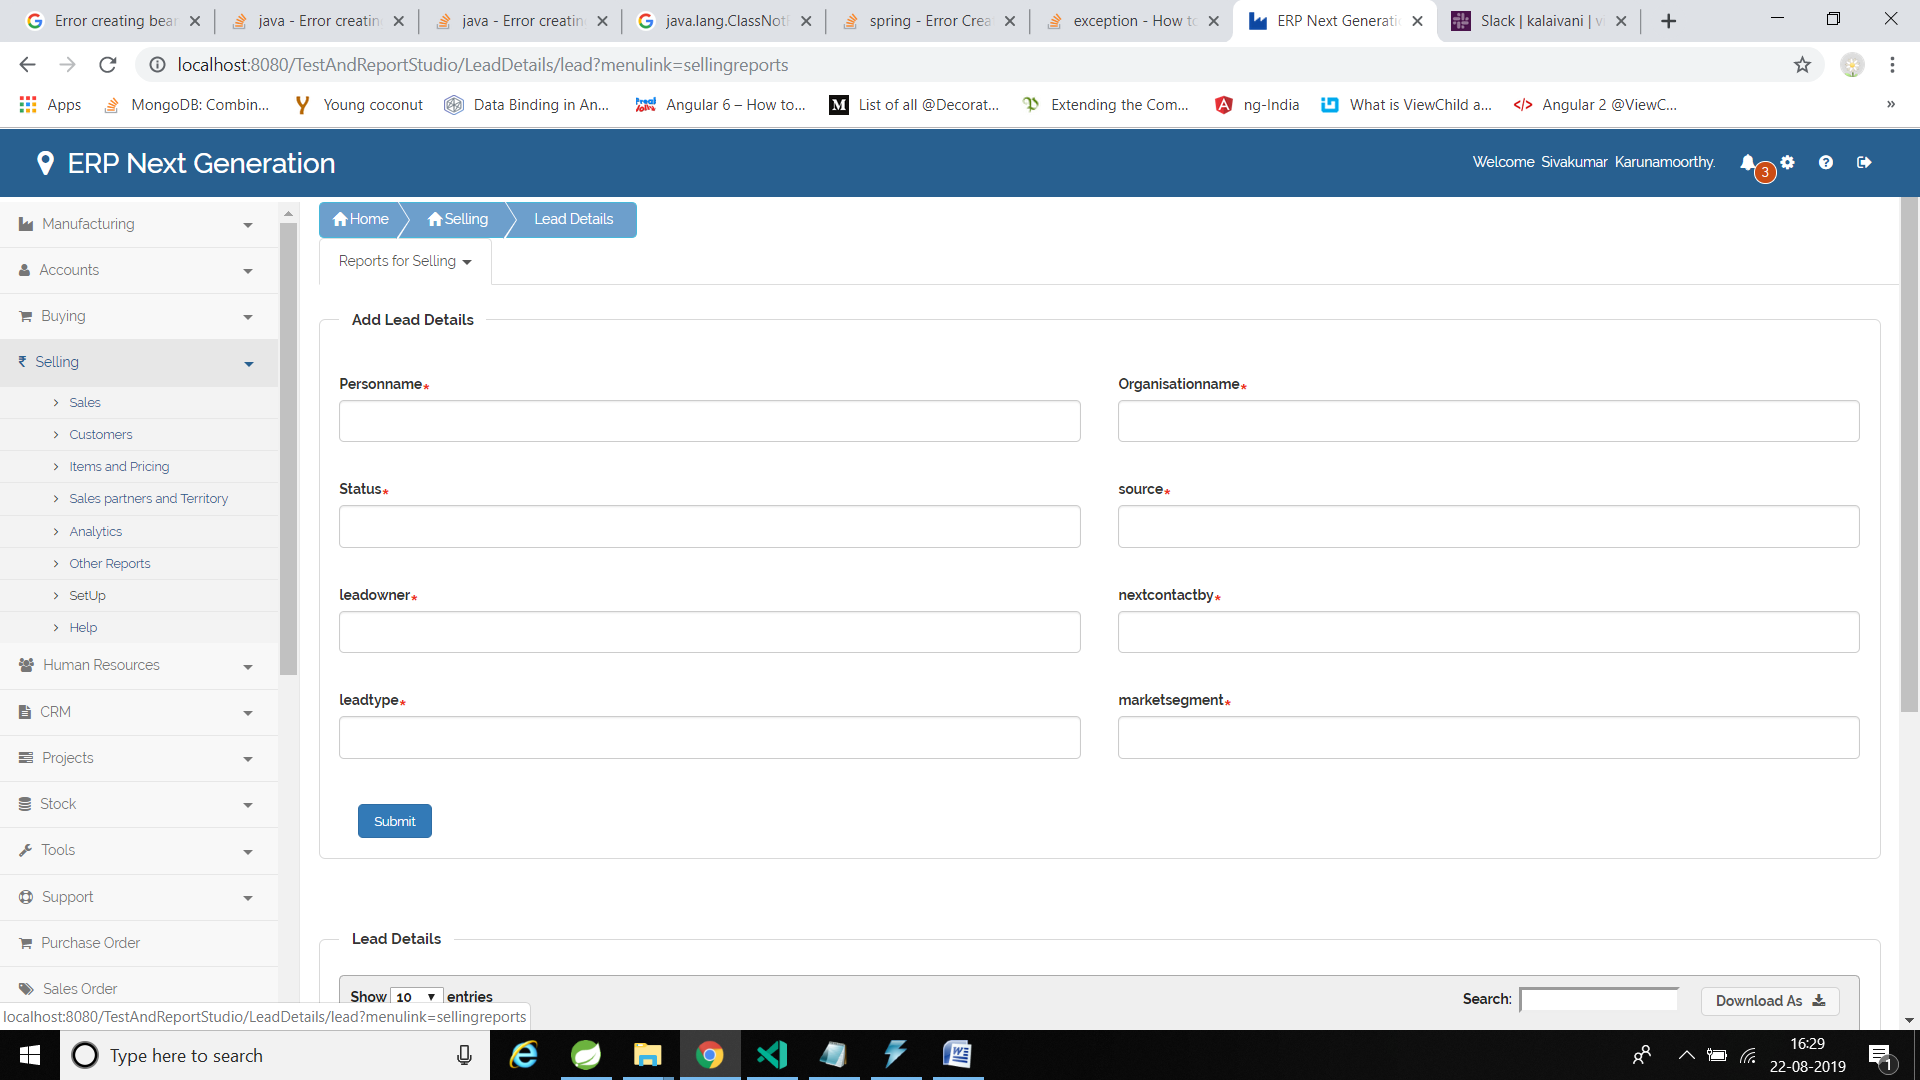 Error creating bear
java - Error creatin
java - Error creatin
java.lang.ClassNotF
spring - Error Crea
exception - How to
ERP Next Generati
Slack | kalaivani | v
localhost:8080/TestAndReportStudio/LeadDetails/lead?menulink=sellingreports
Apps
MongoDB: Combin...
Young coconut
Data Binding in An...
Angular 6 – How to...
List of all @Decorat...
Extending the Com...
ng-India
What is ViewChild a...
Angular 2 @ViewC...
»
ERP Next Generation
Welcome Sivakumar Karunamoorthy.
3
Manufacturing
Accounts
Buying
₹ Selling
Sales
Customers
Items and Pricing
Sales partners and Territory
Analytics
Other Reports
SetUp
Help
Human Resources
CRM
Projects
Stock
Tools
Support
Purchase Order
Sales Order
Home
Selling
Lead Details
Reports for Selling
Add Lead Details
Personname*
Organisationname*
Status*
source*
leadowner*
nextcontactby*
leadtype*
marketsegment*
Submit
Lead Details
Show 10 entries
Search:
Download As
localhost:8080/TestAndReportStudio/LeadDetails/lead?menulink=sellingreports
Type here to search
16:29
22-08-2019
1